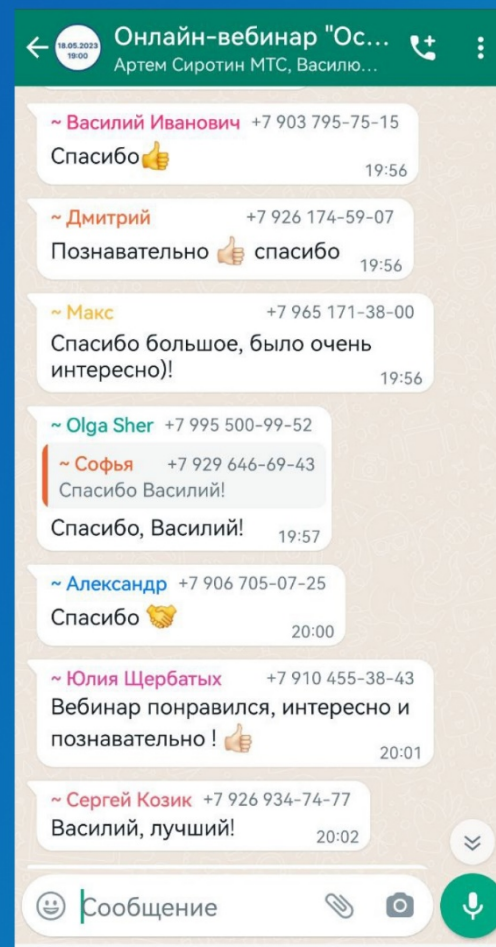 18.05.2023
19:00
Онлайн-вебинар "Ос...
Артем Сиротин МТС, Василю...
~ Василий Иванович +7 903 795-75-15
Спасибо👍
19:56
~ Дмитрий +7 926 174-59-07
Познавательно 👍🏻 спасибо
19:56
~ Макс +7 965 171-38-00
Спасибо большое, было очень
интересно)!
19:56
~ Olga Sher +7 995 500-99-52
~ Софья +7 929 646-69-43
Спасибо Василий!
Спасибо, Василий!
19:57
~ Александр +7 906 705-07-25
Спасибо 🤝
20:00
~ Юлия Щербатых +7 910 455-38-43
Вебинар понравился, интересно и
познавательно ! 👍🏻
20:01
~ Сергей Козик +7 926 934-74-77
Василий, лучший!
20:02
Сообщение